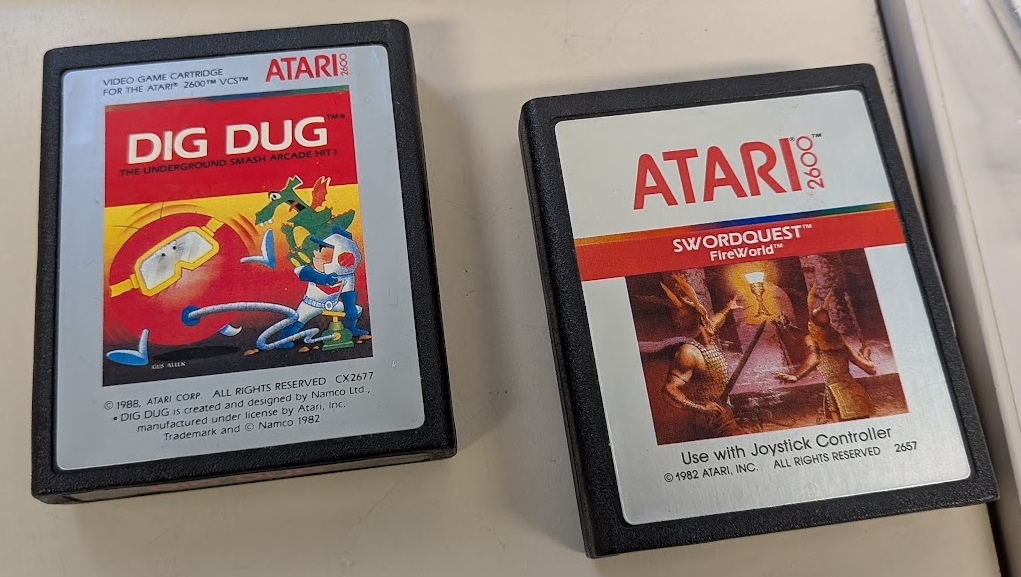 VIDEO GAME CARTRIDGE
FOR THE ATARI® 2600™ VCS™
ATARI 2600
DIG DUG™*
THE UNDERGROUND SMASH ARCADE HIT!
GUS ALLEN
© 1988, ATARI CORP. ALL RIGHTS RESERVED CX2677
* DIG DUG is created and designed by Namco Ltd.,
manufactured under license by Atari, Inc.
Trademark and © Namco 1982
ATARI® 2600™
SWORDQUEST™
FireWorld™
Use with Joystick Controller
© 1982 ATARI, INC. ALL RIGHTS RESERVED 2657